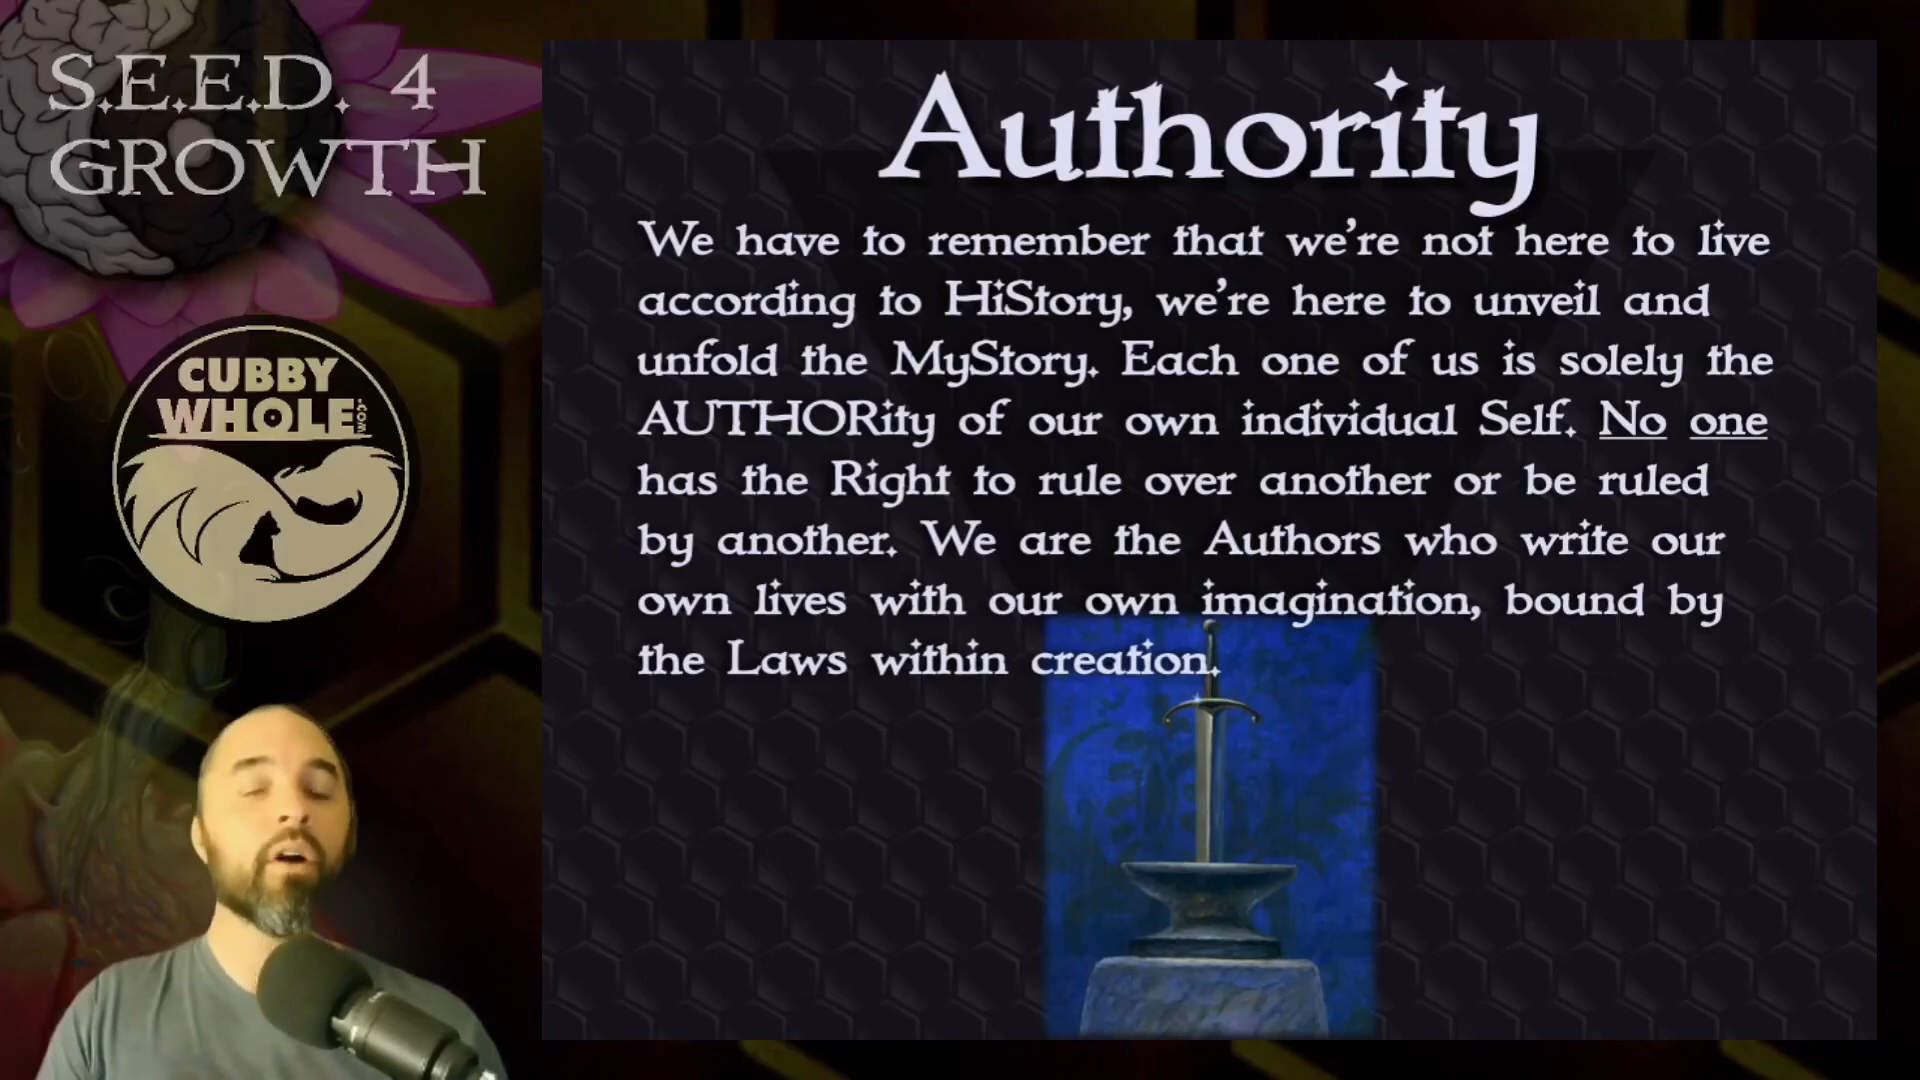 S.E.E.D. 4
GROWTH
CUBBY
WHOLE.COM
Authority
We have to remember that we're not here to live
according to HiStory, we're here to unveil and
unfold the MyStory. Each one of us is solely the
AUTHORity of our own individual Self. No one
has the Right to rule over another or be ruled
by another. We are the Authors who write our
own lives with our own imagination, bound by
the Laws within creation.